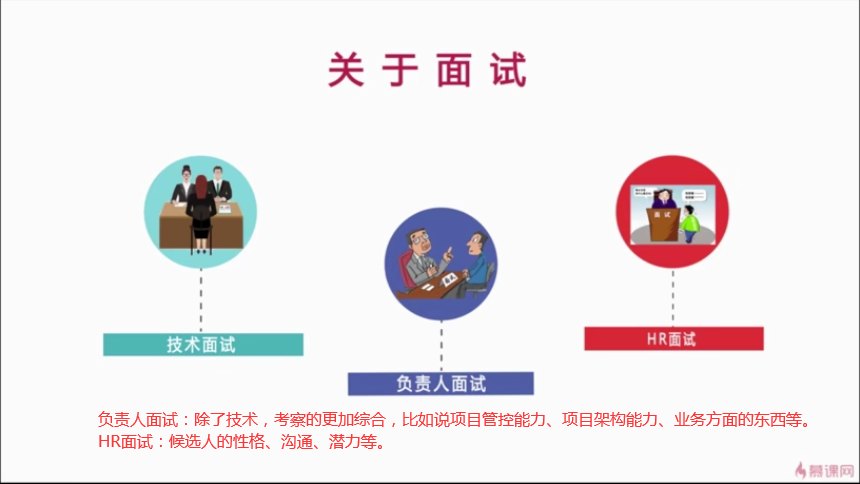 关于面试
面试
技术面试
HR面试
负责人面试
负责人面试：除了技术，考察的更加综合，比如说项目管控能力、项目架构能力、业务方面的东西等。
HR面试：候选人的性格、沟通、潜力等。
慕课网